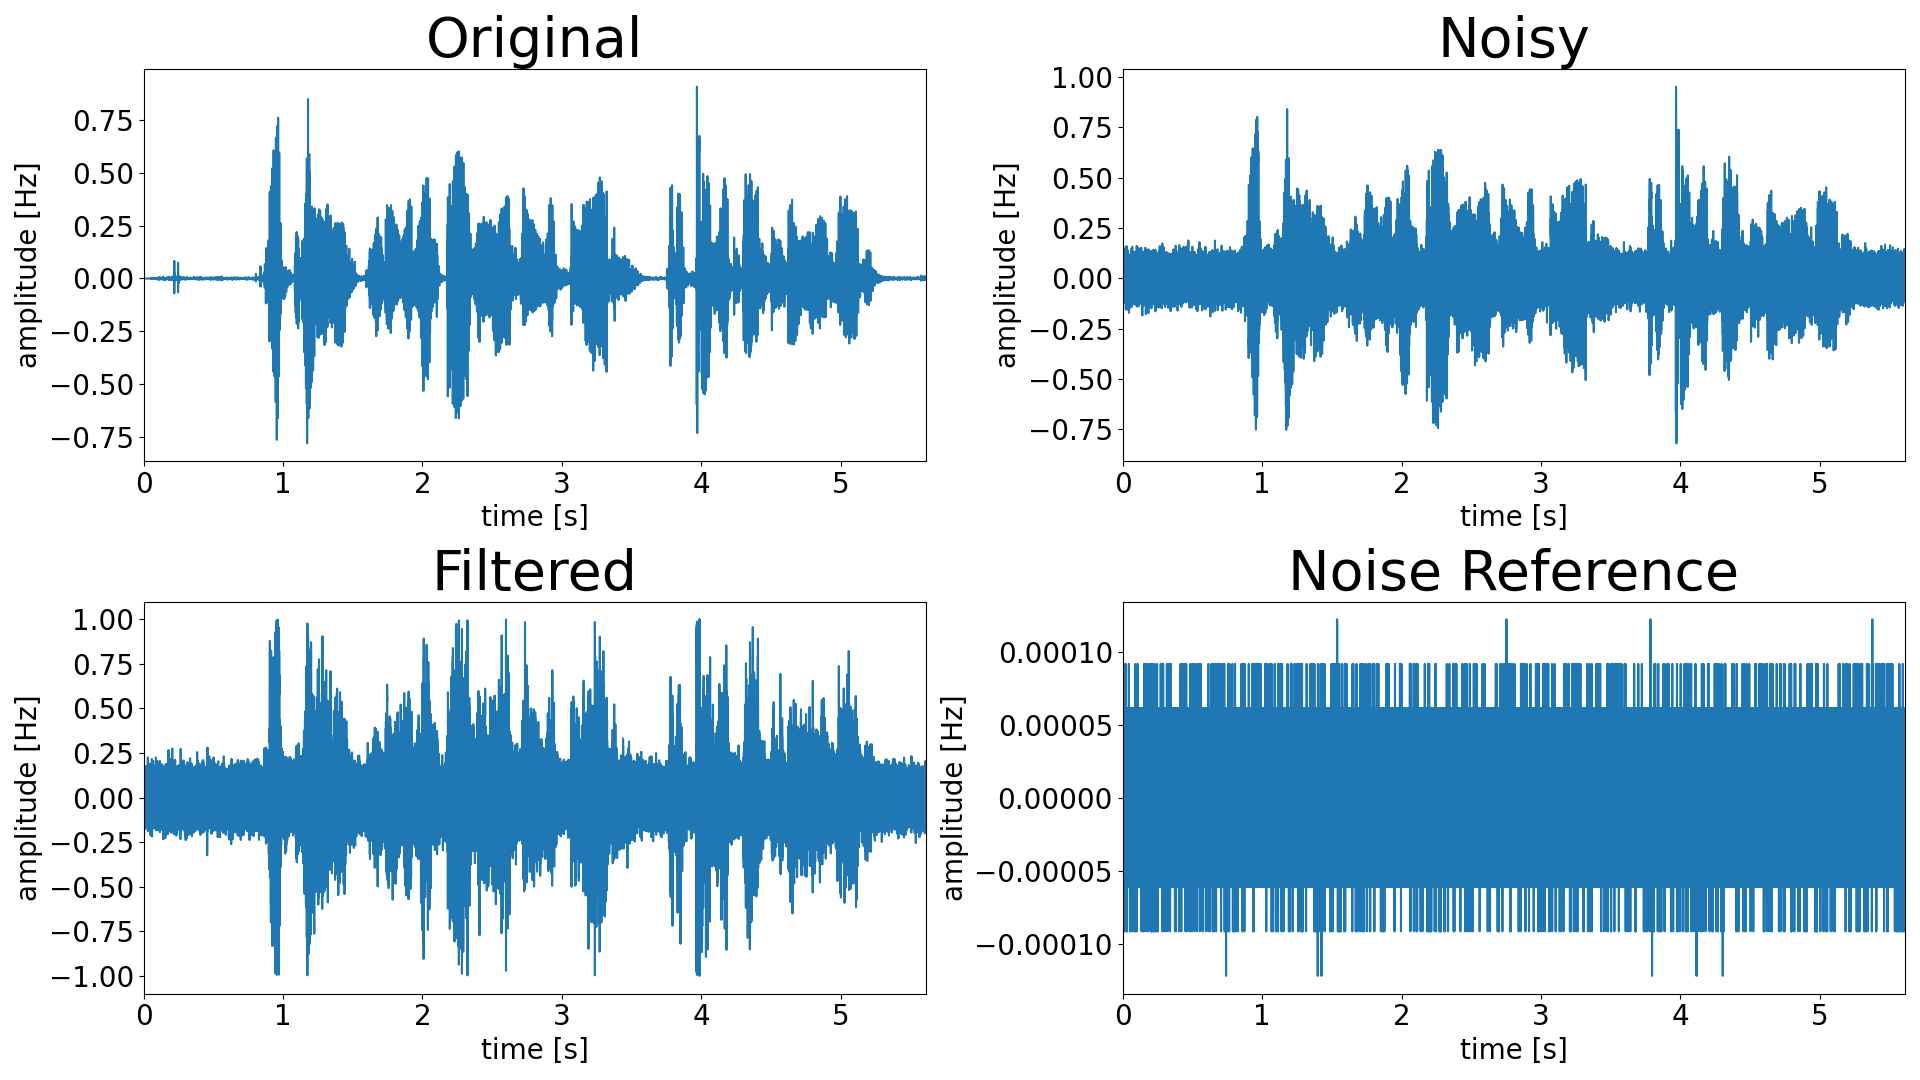 Original
amplitude [Hz]
0.75
0.50
0.25
0.00
−0.25
−0.50
−0.75
0 1 2 3 4 5
time [s]
Noisy
amplitude [Hz]
1.00
0.75
0.50
0.25
0.00
−0.25
−0.50
−0.75
0 1 2 3 4 5
time [s]
Filtered
amplitude [Hz]
1.00
0.75
0.50
0.25
0.00
−0.25
−0.50
−0.75
−1.00
0 1 2 3 4 5
time [s]
Noise Reference
amplitude [Hz]
0.00010
0.00005
0.00000
−0.00005
−0.00010
0 1 2 3 4 5
time [s]